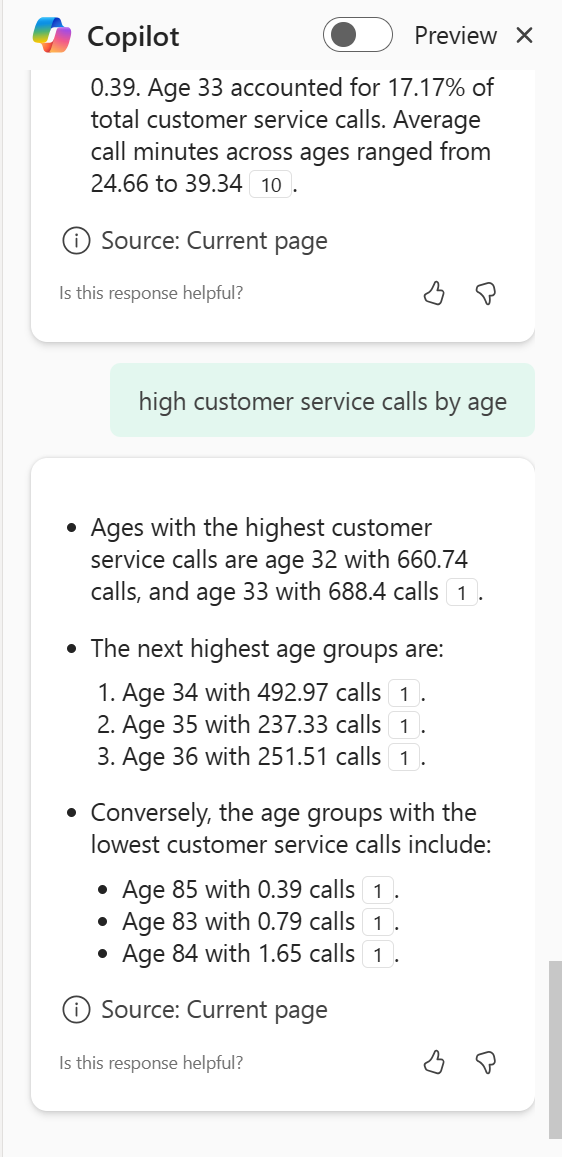 Copilot
Preview
0.39. Age 33 accounted for 17.17% of
total customer service calls. Average
call minutes across ages ranged from
24.66 to 39.34 10.
Source: Current page
Is this response helpful?
high customer service calls by age
• Ages with the highest customer
service calls are age 32 with 660.74
calls, and age 33 with 688.4 calls 1.
• The next highest age groups are:
1. Age 34 with 492.97 calls 1.
2. Age 35 with 237.33 calls 1.
3. Age 36 with 251.51 calls 1.
• Conversely, the age groups with the
lowest customer service calls include:
• Age 85 with 0.39 calls 1.
• Age 83 with 0.79 calls 1.
• Age 84 with 1.65 calls 1.
Source: Current page
Is this response helpful?